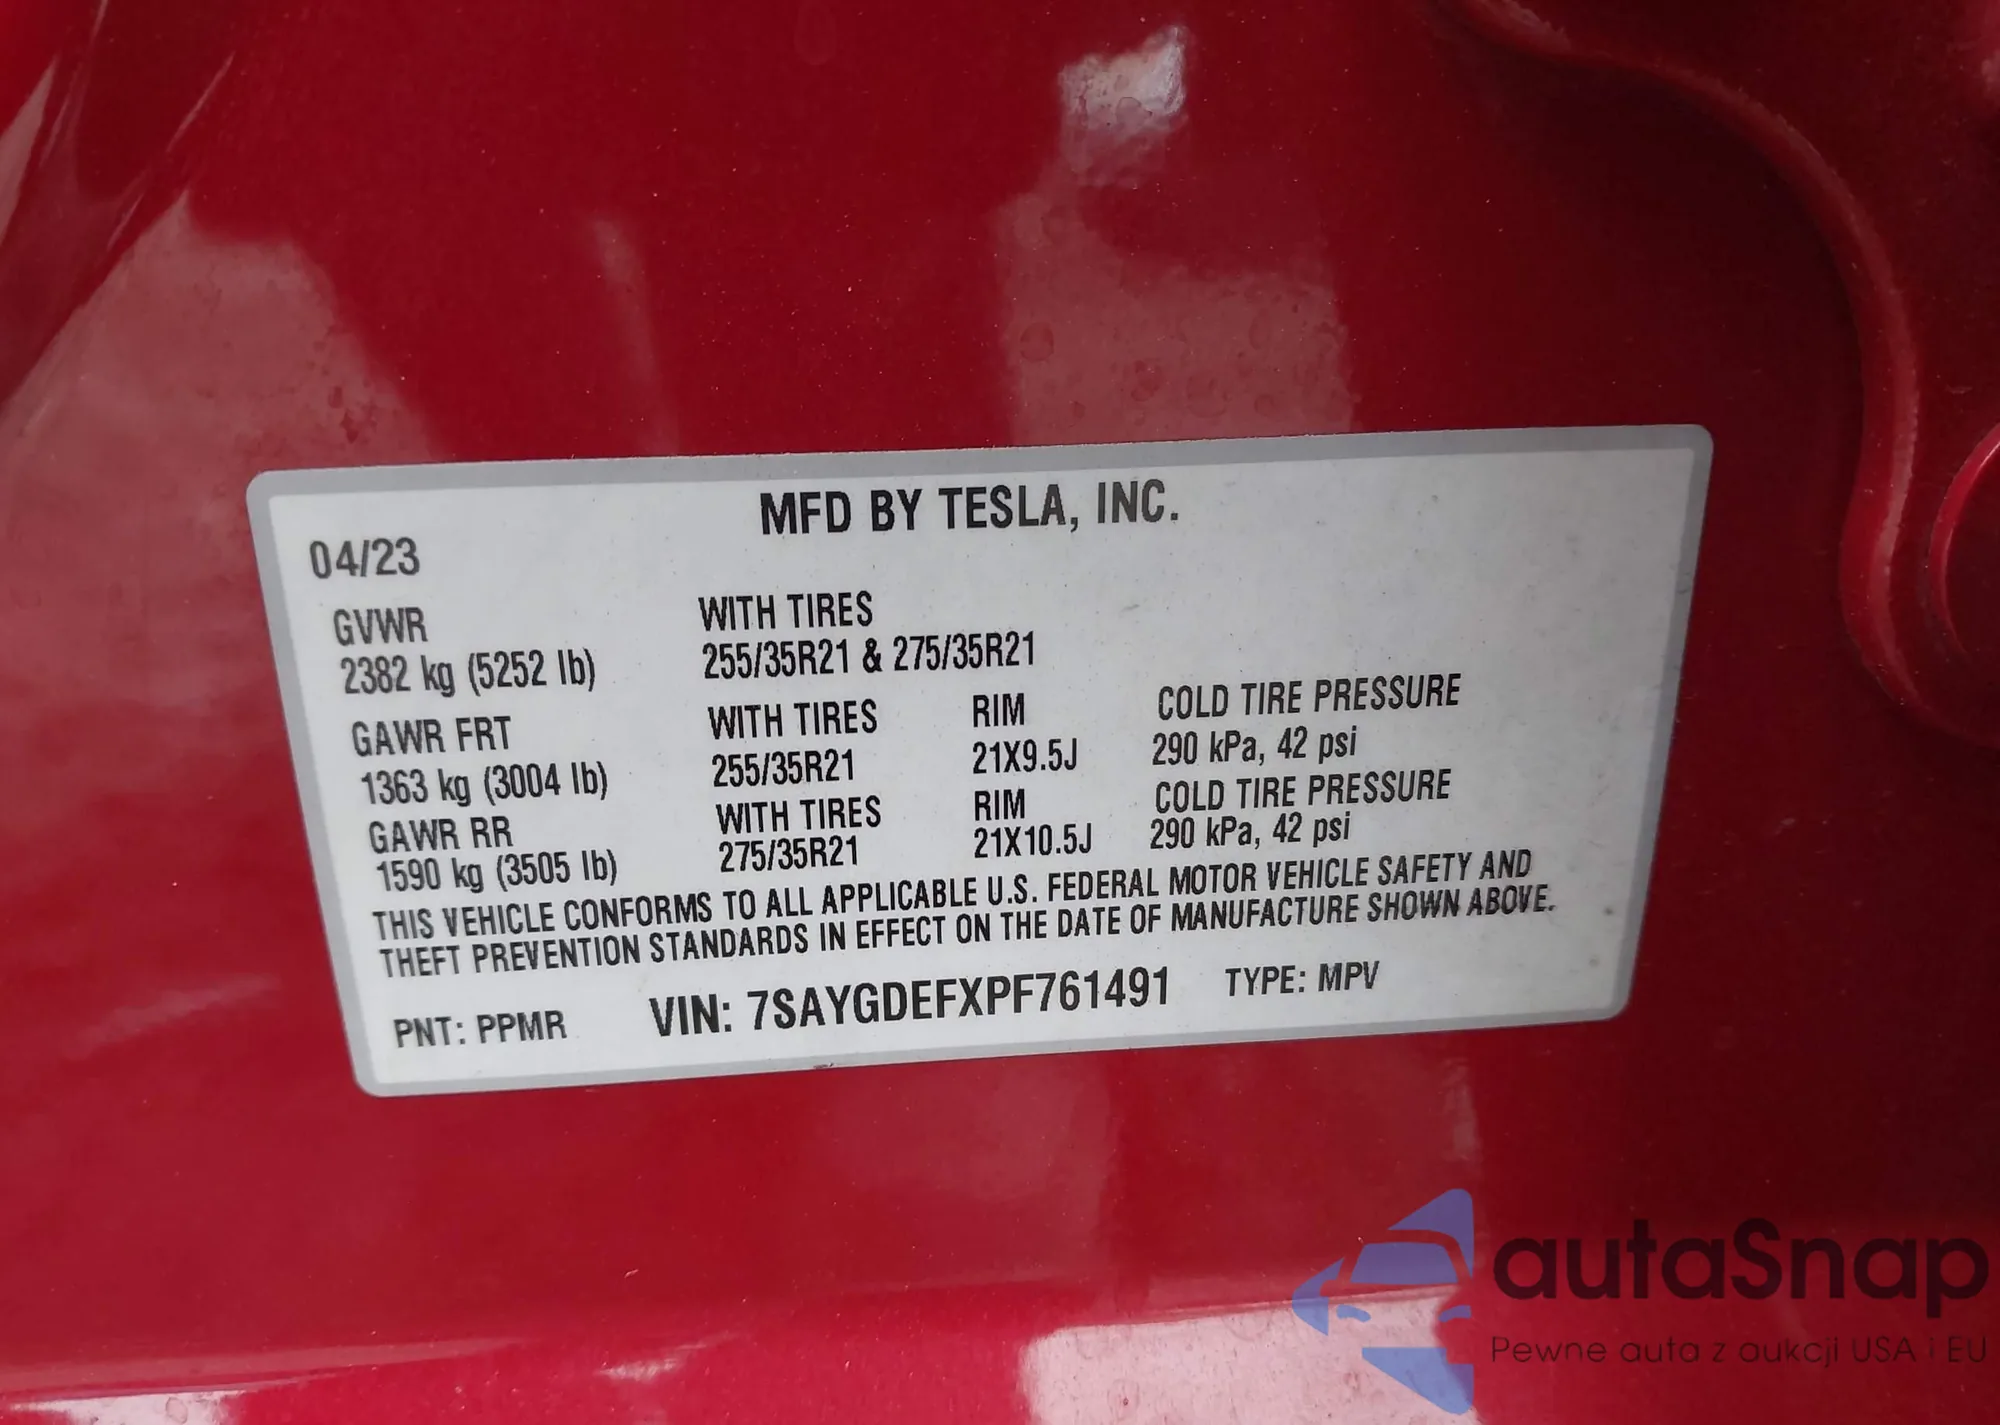 MFD BY TESLA, INC.
04/23
GVWR WITH TIRES
2382 kg (5252 lb) 255/35R21 & 275/35R21
GAWR FRT WITH TIRES RIM COLD TIRE PRESSURE
1363 kg (3004 lb) 255/35R21 21X9.5J 290 kPa, 42 psi
GAWR RR WITH TIRES RIM COLD TIRE PRESSURE
1590 kg (3505 lb) 275/35R21 21X10.5J 290 kPa, 42 psi
THIS VEHICLE CONFORMS TO ALL APPLICABLE U.S. FEDERAL MOTOR VEHICLE SAFETY AND
THEFT PREVENTION STANDARDS IN EFFECT ON THE DATE OF MANUFACTURE SHOWN ABOVE.
PNT: PPMR VIN: 7SAYGDEFXPF761491 TYPE: MPV
autaSnap
Pewne auta z aukcji USA i EU